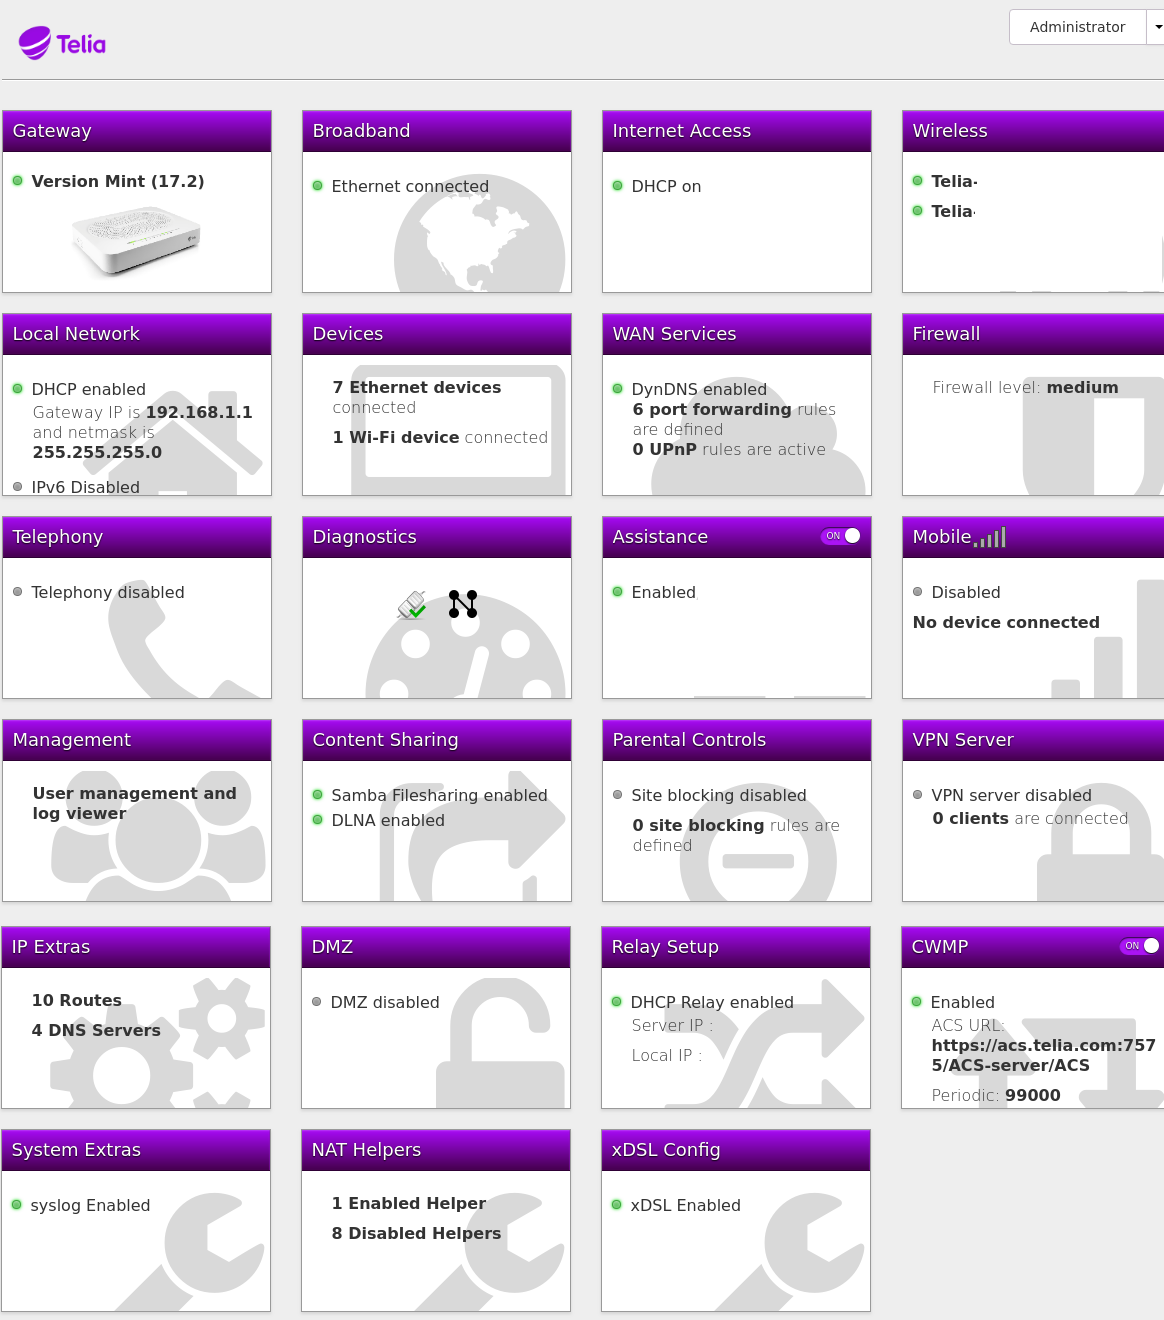 Telia
Administrator
Gateway
Version Mint (17.2)
Broadband
Ethernet connected
Internet Access
DHCP on
Wireless
Telia-
Telia-
Local Network
DHCP enabled
Gateway IP is 192.168.1.1
and netmask is
255.255.255.0
IPv6 Disabled
Devices
7 Ethernet devices
connected
1 Wi-Fi device connected
WAN Services
DynDNS enabled
6 port forwarding rules
are defined
0 UPnP rules are active
Firewall
Firewall level: medium
Telephony
Telephony disabled
Diagnostics
Assistance ON
Enabled
Mobile
Disabled
No device connected
Management
User management and
log viewer
Content Sharing
Samba Filesharing enabled
DLNA enabled
Parental Controls
Site blocking disabled
0 site blocking rules are
defined
VPN Server
VPN server disabled
0 clients are connected
IP Extras
10 Routes
4 DNS Servers
DMZ
DMZ disabled
Relay Setup
DHCP Relay enabled
Server IP :
Local IP :
CWMP ON
Enabled
ACS URL:
https://acs.telia.com:757
5/ACS-server/ACS
Periodic: 99000
System Extras
syslog Enabled
NAT Helpers
1 Enabled Helper
8 Disabled Helpers
xDSL Config
xDSL Enabled